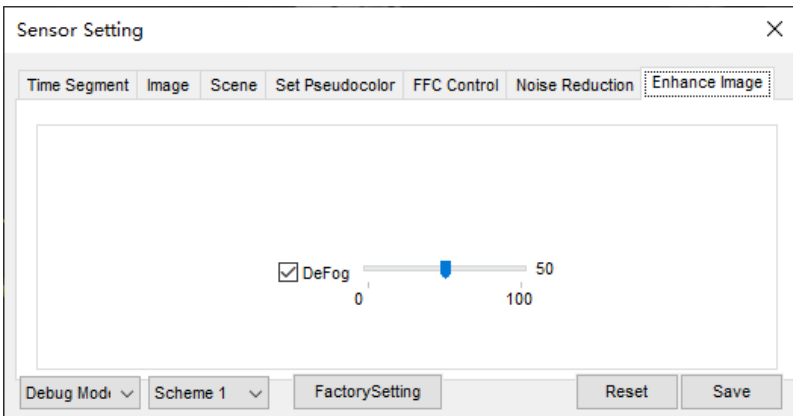 Sensor Setting
Time Segment Image Scene Set Pseudocolor FFC Control Noise Reduction Enhance Image
DeFog 50
0 100
Debug Mod Scheme 1 FactorySetting Reset Save